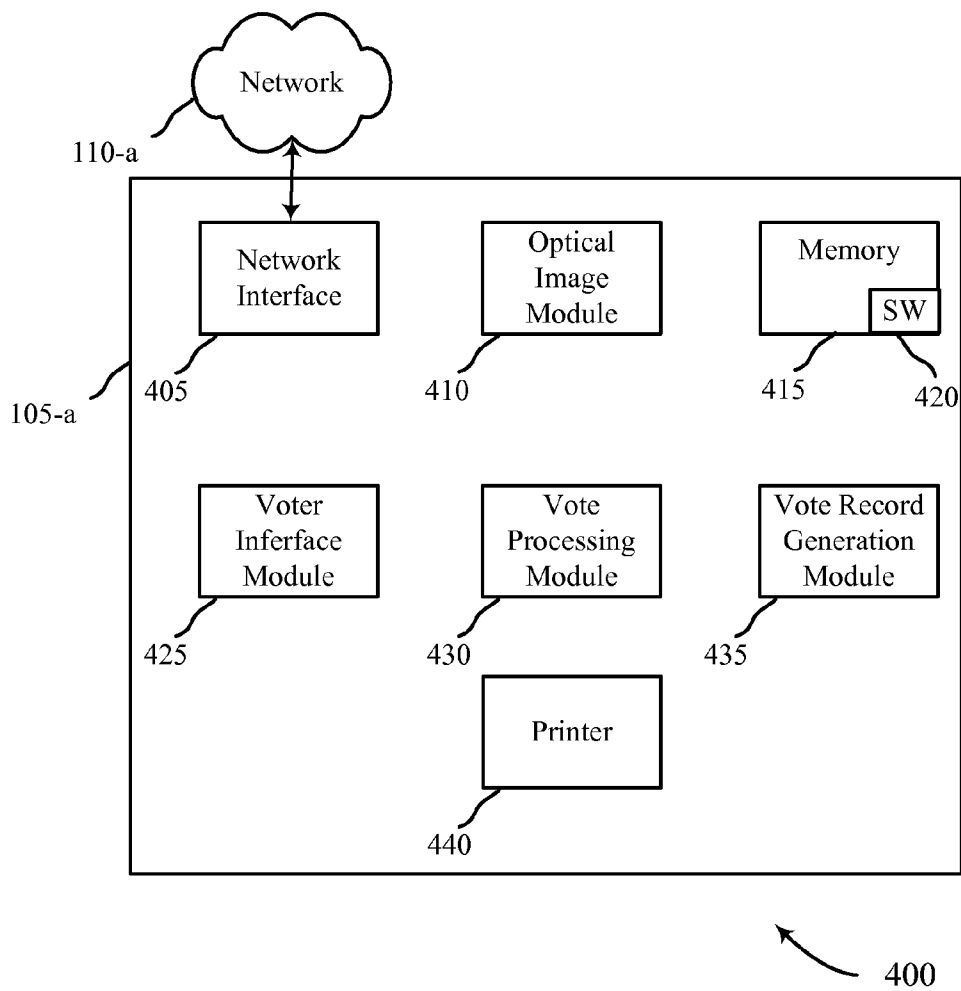 Network
110-a
Network
Interface
405
Optical
Image
Module
410
Memory
SW
415
420
105-a
Voter
Inferface
Module
425
Vote
Processing
Module
430
Vote Record
Generation
Module
435
Printer
440
400